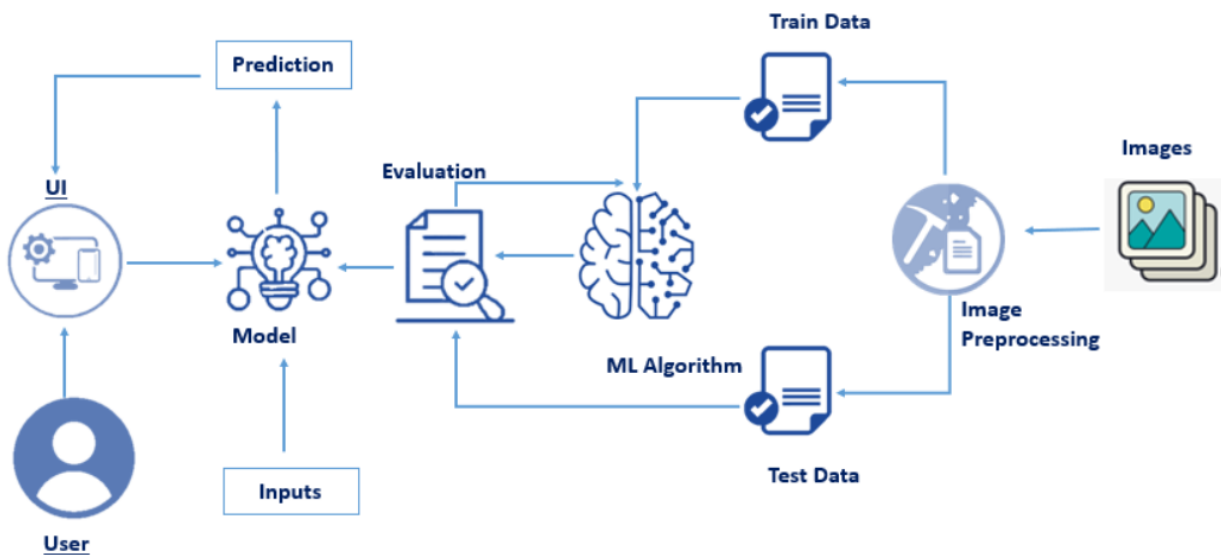 Train Data
Prediction
Images
Evaluation
UI
Image
Preprocessing
Model
ML Algorithm
Test Data
Inputs
User